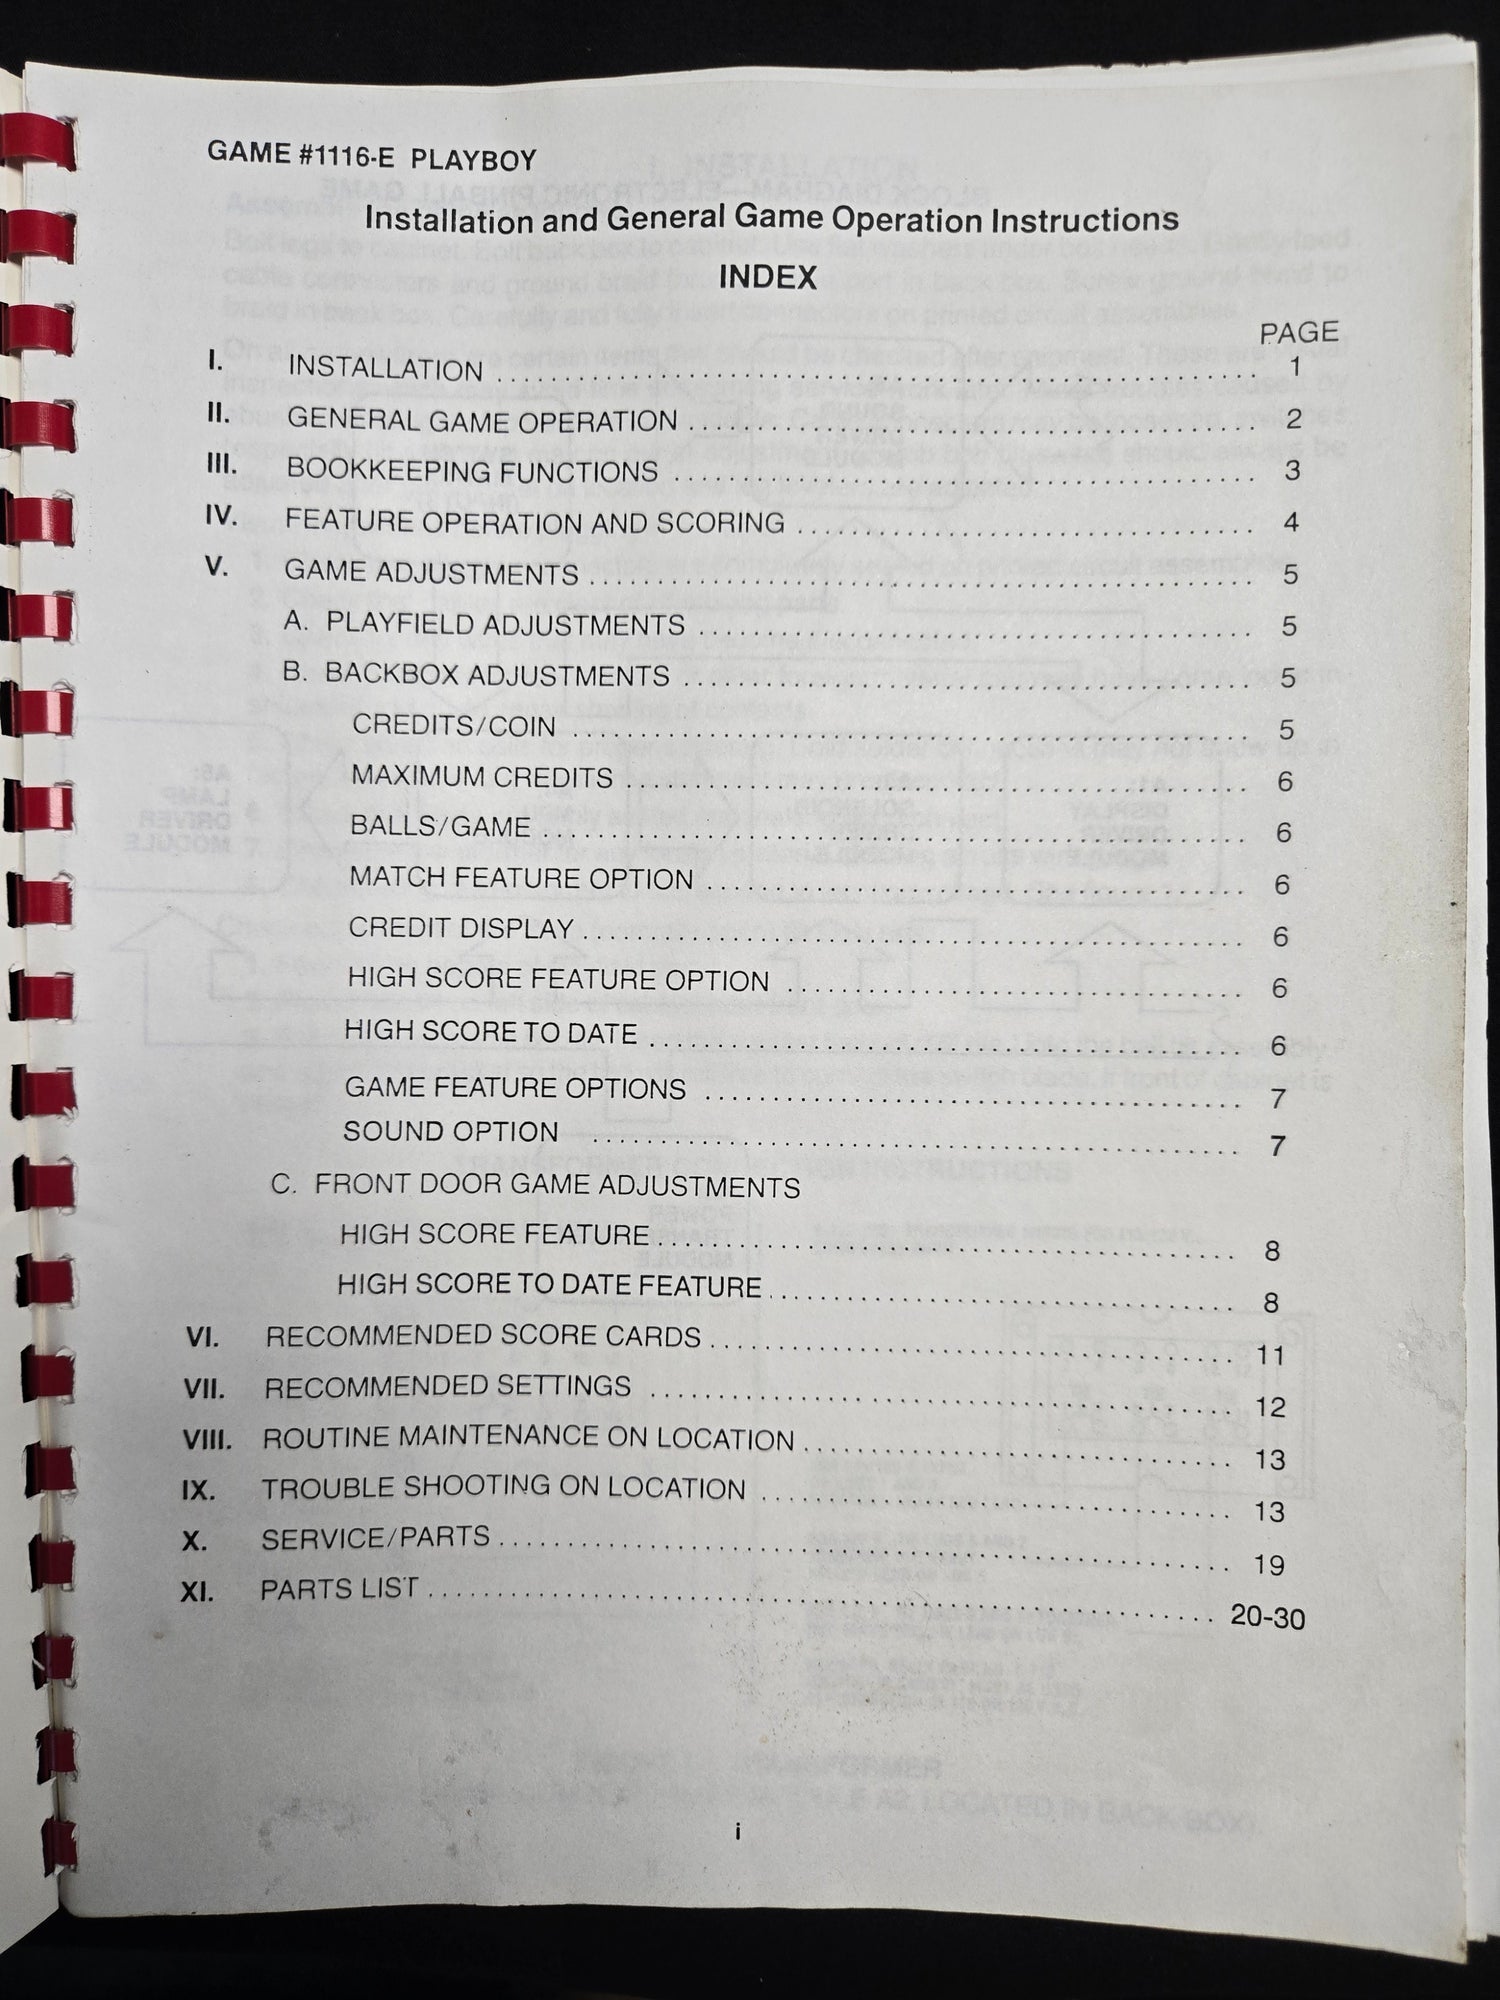 GAME #1116-E PLAYBOY
Installation and General Game Operation Instructions
INDEX
PAGE
I. INSTALLATION 1
II. GENERAL GAME OPERATION 2
III. BOOKKEEPING FUNCTIONS 3
IV. FEATURE OPERATION AND SCORING 4
V. GAME ADJUSTMENTS 5
A. PLAYFIELD ADJUSTMENTS 5
B. BACKBOX ADJUSTMENTS 5
CREDITS/COIN 5
MAXIMUM CREDITS 6
BALLS/GAME 6
MATCH FEATURE OPTION 6
CREDIT DISPLAY 6
HIGH SCORE FEATURE OPTION 6
HIGH SCORE TO DATE 6
GAME FEATURE OPTIONS 7
SOUND OPTION 7
C. FRONT DOOR GAME ADJUSTMENTS
HIGH SCORE FEATURE 8
HIGH SCORE TO DATE FEATURE 8
VI. RECOMMENDED SCORE CARDS 11
VII. RECOMMENDED SETTINGS 12
VIII. ROUTINE MAINTENANCE ON LOCATION 13
IX. TROUBLE SHOOTING ON LOCATION 13
X. SERVICE/PARTS 19
XI. PARTS LIST 20-30
i